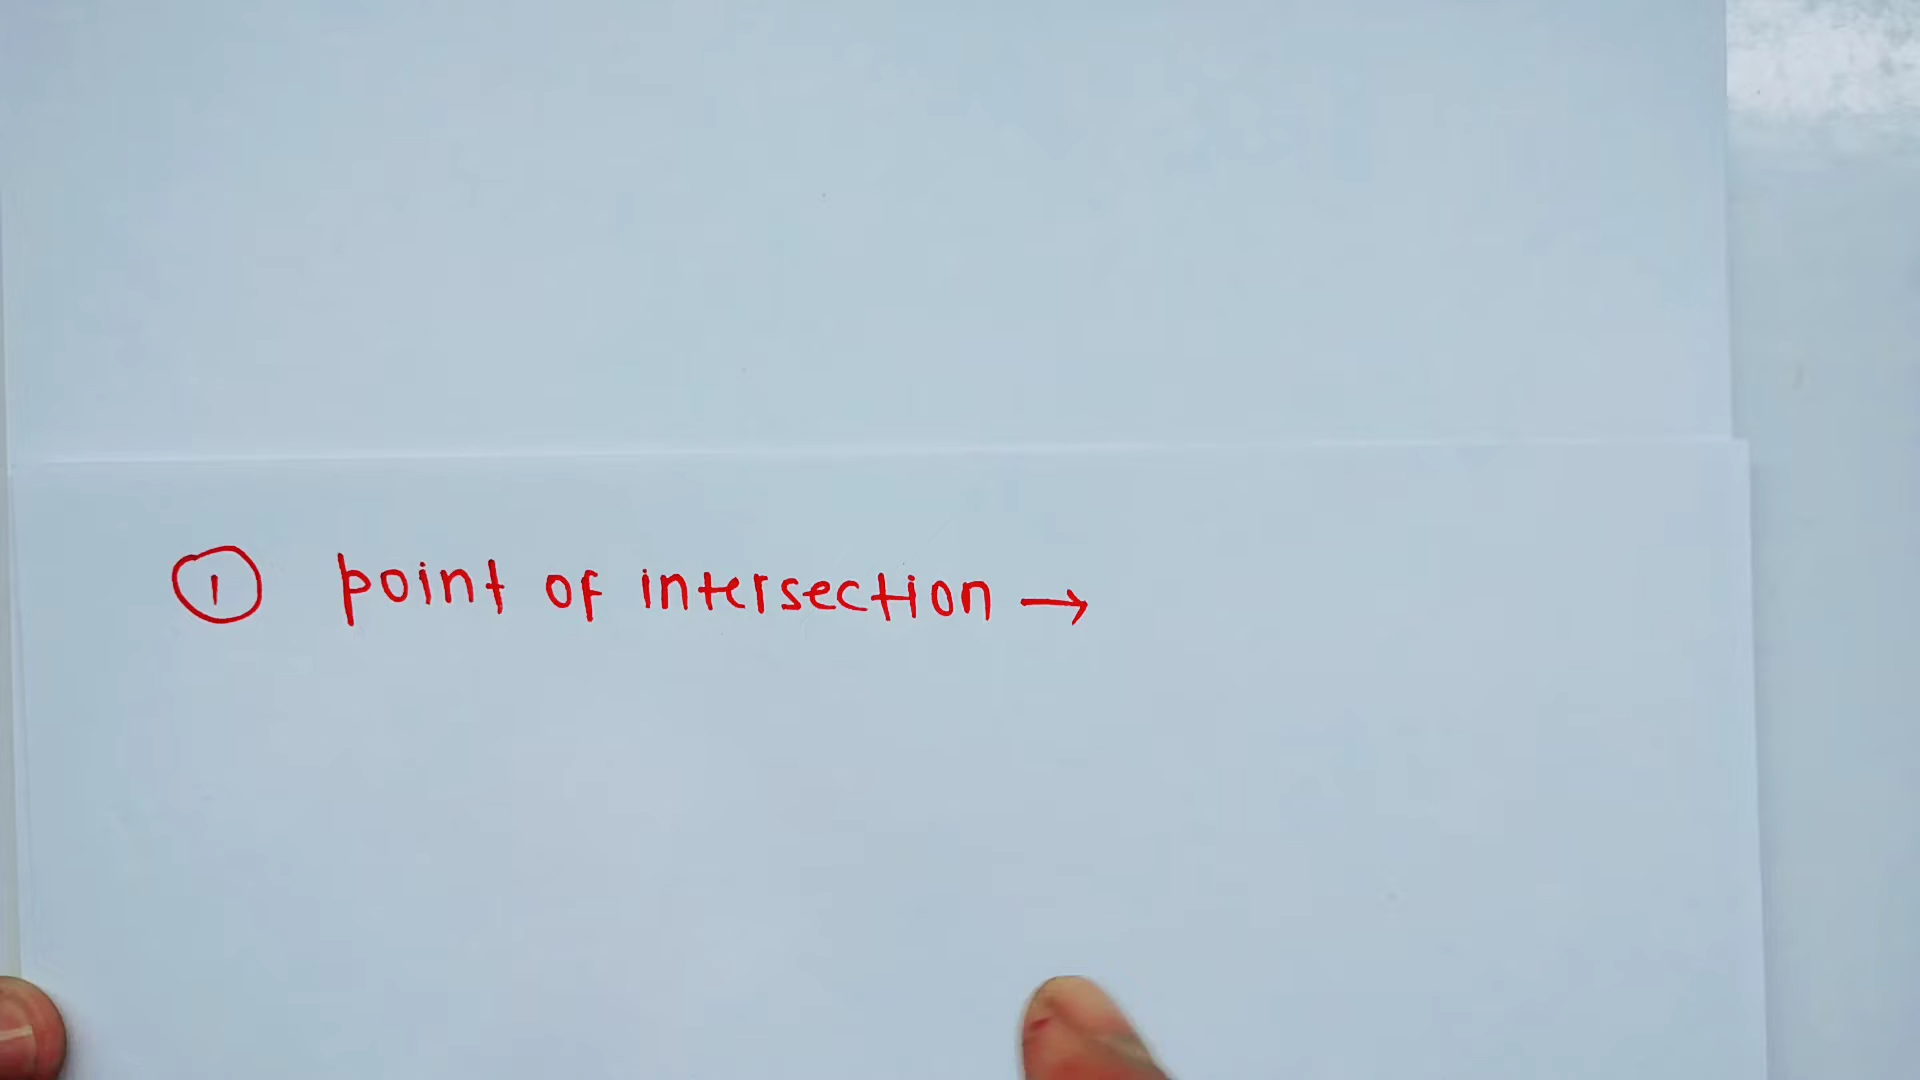 ① point of intersection →